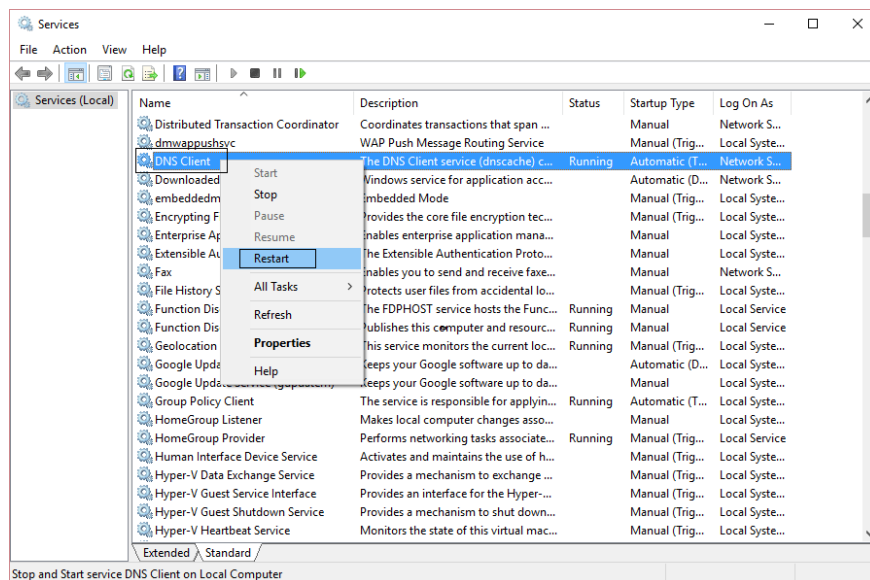 Services
File Action View Help
Services (Local)
Name Description Status Startup Type Log On As
Distributed Transaction Coordinator Coordinates transactions that span ... Manual Network S...
dmwappushsvc WAP Push Message Routing Service Manual (Trig... Local Syste...
DNS Client The DNS Client service (dnscache) c... Running Automatic (T... Network S...
Downloaded Windows service for application acc... Automatic (D... Network S...
embeddedm Embedded Mode Manual (Trig... Local Syste...
Encrypting F Provides the core file encryption tec... Manual (Trig... Local Syste...
Enterprise Ap Enables enterprise application mana... Manual Local Syste...
Extensible Au The Extensible Authentication Proto... Manual Local Syste...
Fax Enables you to send and receive faxe... Manual Network S...
File History S Protects user files from accidental lo... Manual (Trig... Local Syste...
Function Dis The FDPHOST service hosts the Func... Running Manual Local Service
Function Dis Publishes this computer and resourc... Running Manual Local Service
Geolocation This service monitors the current loc... Running Manual (Trig... Local Syste...
Google Upda Keeps your Google software up to da... Automatic (D... Local Syste...
Google Update Service (gupdatem) Keeps your Google software up to da... Manual Local Syste...
Group Policy Client The service is responsible for applyin... Running Automatic (T... Local Syste...
HomeGroup Listener Makes local computer changes asso... Manual Local Syste...
HomeGroup Provider Performs networking tasks associate... Running Manual (Trig... Local Service
Human Interface Device Service Activates and maintains the use of h... Manual (Trig... Local Syste...
Hyper-V Data Exchange Service Provides a mechanism to exchange ... Manual (Trig... Local Syste...
Hyper-V Guest Service Interface Provides an interface for the Hyper-... Manual (Trig... Local Syste...
Hyper-V Guest Shutdown Service Provides a mechanism to shut down... Manual (Trig... Local Syste...
Hyper-V Heartbeat Service Monitors the state of this virtual mac... Manual (Trig... Local Syste...
Start
Stop
Pause
Resume
Restart
All Tasks
Refresh
Properties
Help
Extended Standard
Stop and Start service DNS Client on Local Computer